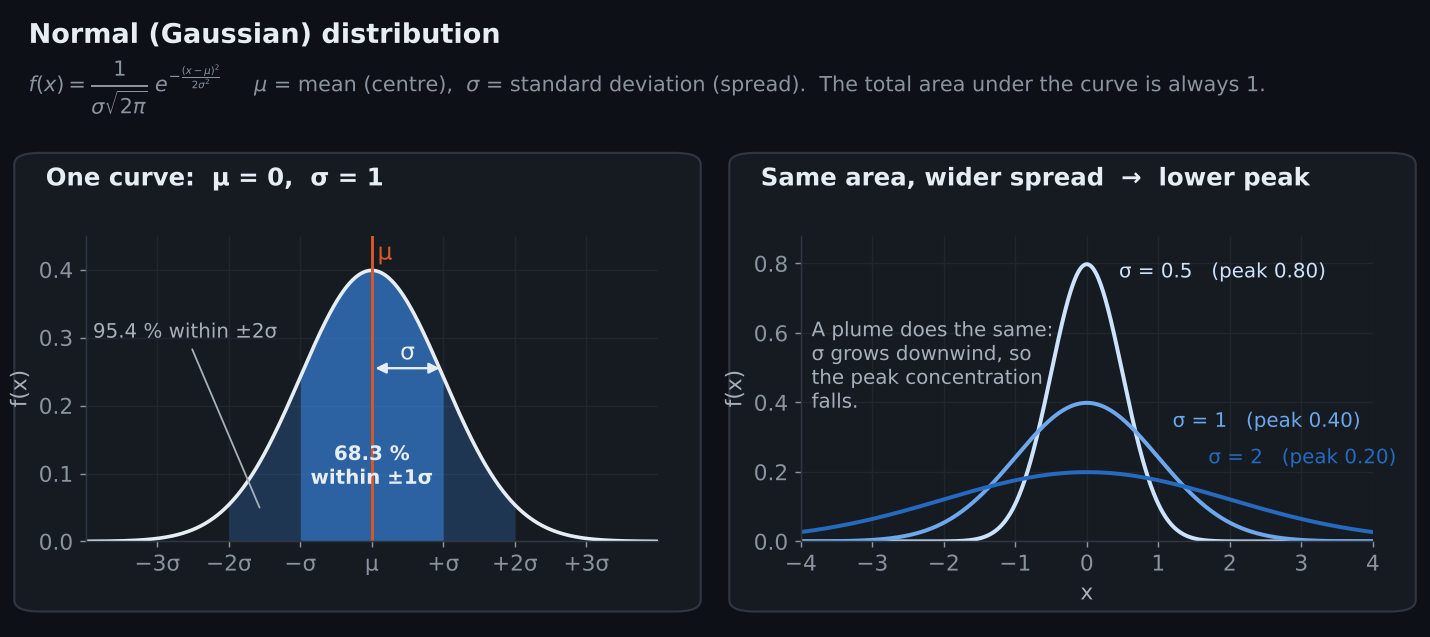 Normal (Gaussian) distribution
f(x) = 1/(σ√2π) e^(−(x−μ)²/(2σ²))   μ = mean (centre),  σ = standard deviation (spread).  The total area under the curve is always 1.
One curve:  μ = 0,  σ = 1
μ
0.4
95.4 % within ±2σ
0.3
σ
f(x)
0.2
68.3 %
within ±1σ
0.1
0.0
−3σ −2σ −σ μ +σ +2σ +3σ
Same area, wider spread → lower peak
0.8
σ = 0.5   (peak 0.80)
0.6
A plume does the same:
σ grows downwind, so
the peak concentration
falls.
f(x)
0.4
σ = 1   (peak 0.40)
σ = 2   (peak 0.20)
0.2
0.0
−4 −3 −2 −1 0 1 2 3 4
x